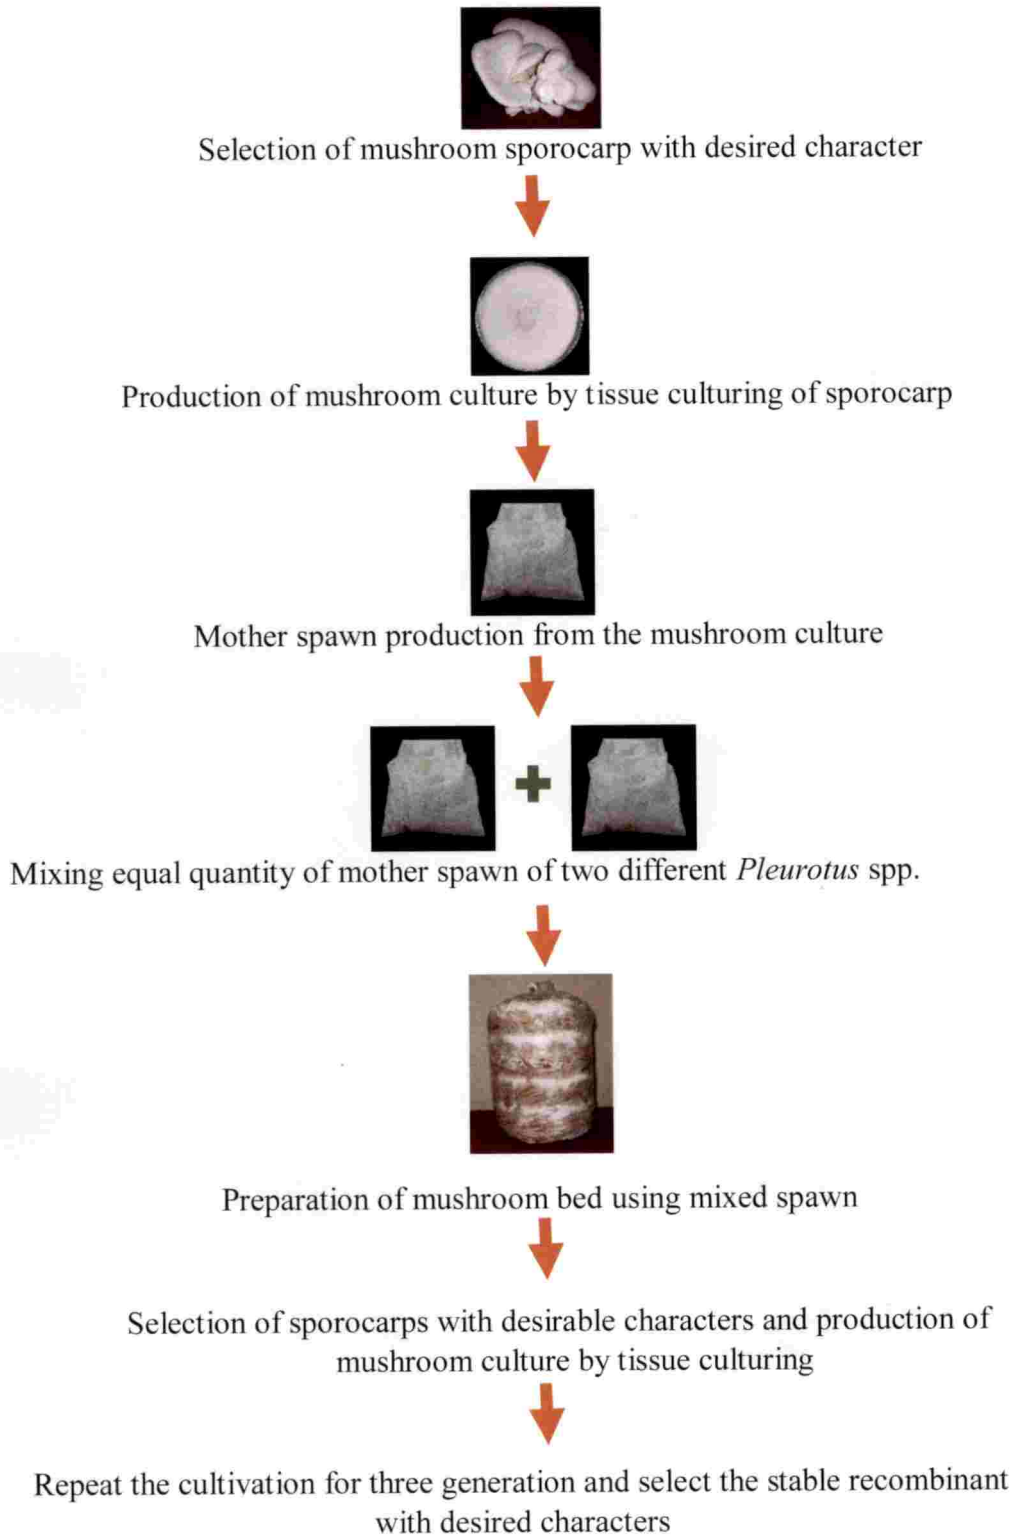 Selection of mushroom sporocarp with desired character
Production of mushroom culture by tissue culturing of sporocarp
Mother spawn production from the mushroom culture
Mixing equal quantity of mother spawn of two different Pleurotus spp.
Preparation of mushroom bed using mixed spawn
Selection of sporocarps with desirable characters and production of
mushroom culture by tissue culturing
Repeat the cultivation for three generation and select the stable recombinant
with desired characters